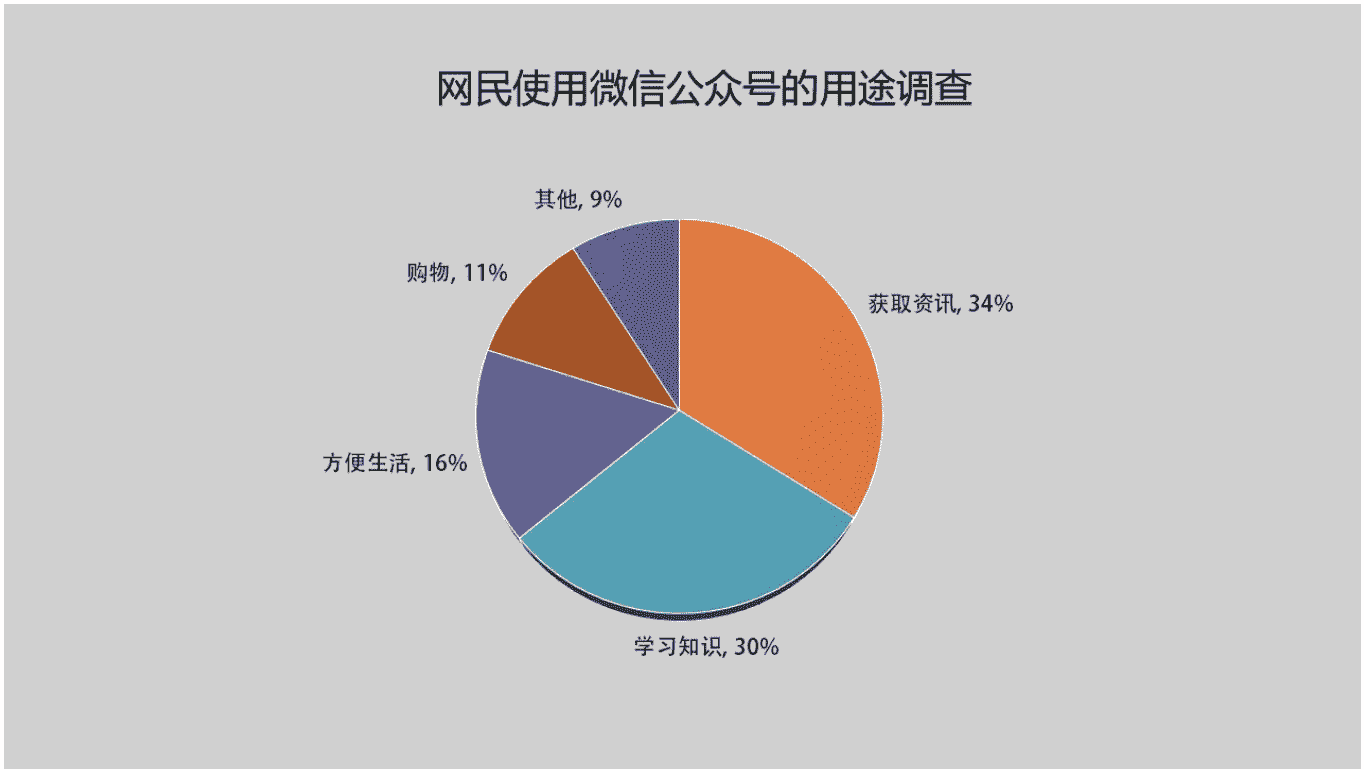 网民使用微信公众号的用途调查
其他, 9%
购物, 11%
获取资讯, 34%
方便生活, 16%
学习知识, 30%